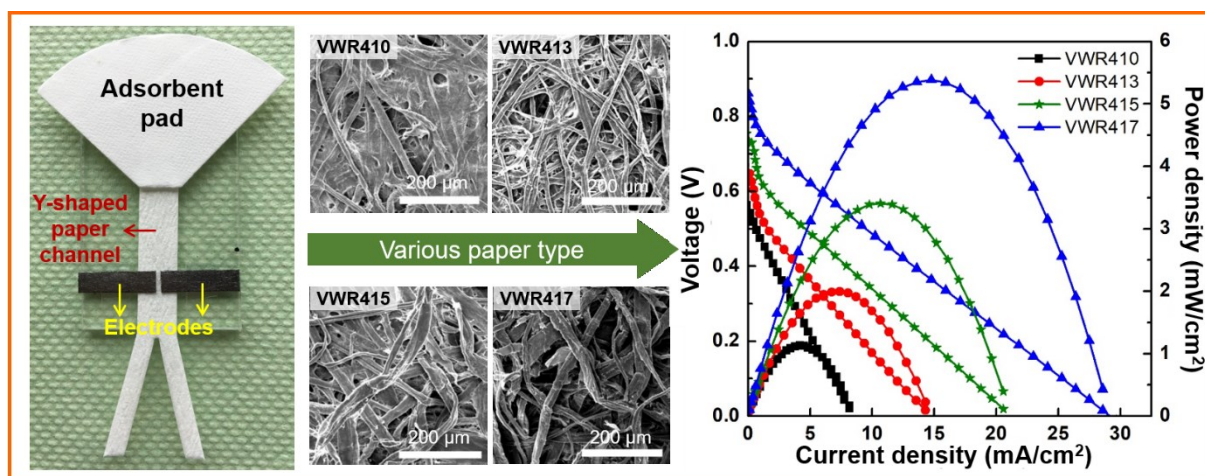 Adsorbent
pad
Y-shaped
paper
channel
Electrodes
VWR410
VWR413
200 µm
200 µm
Various paper type
VWR415
VWR417
200 µm
200 µm
VWR410
VWR413
VWR415
VWR417
1.0
0.8
0.6
0.4
0.2
0.0
Voltage (V)
0
5
10
15
20
25
30
Current density (mA/cm²)
6
5
4
3
2
1
0
Power density (mW/cm²)